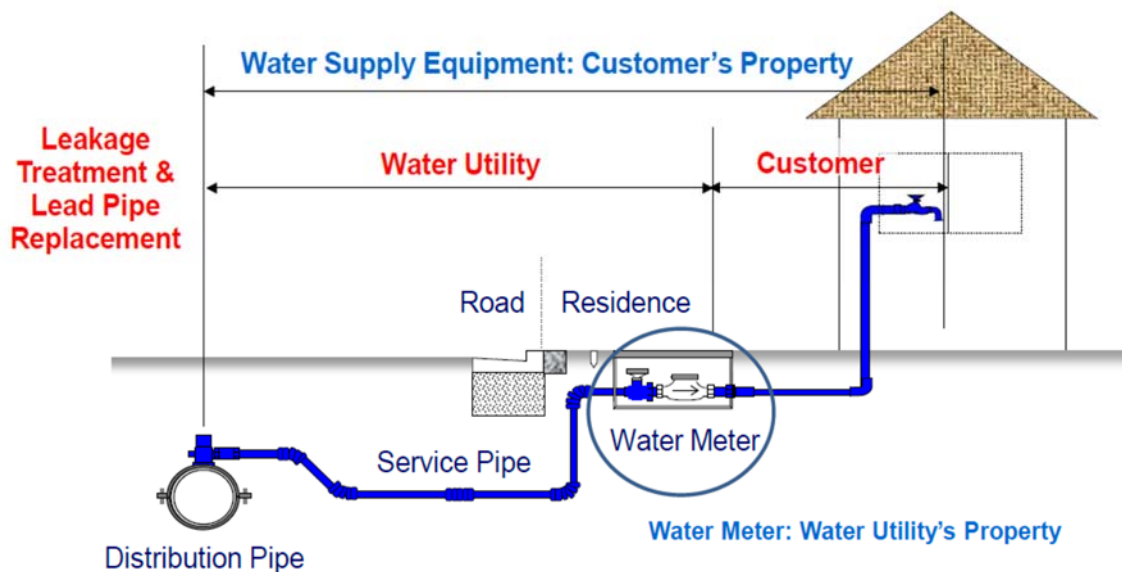 Water Supply Equipment: Customer's Property
Leakage
Treatment &
Lead Pipe
Replacement
Water Utility
Customer
Road
Residence
Service Pipe
Water Meter
Water Meter: Water Utility's Property
Distribution Pipe